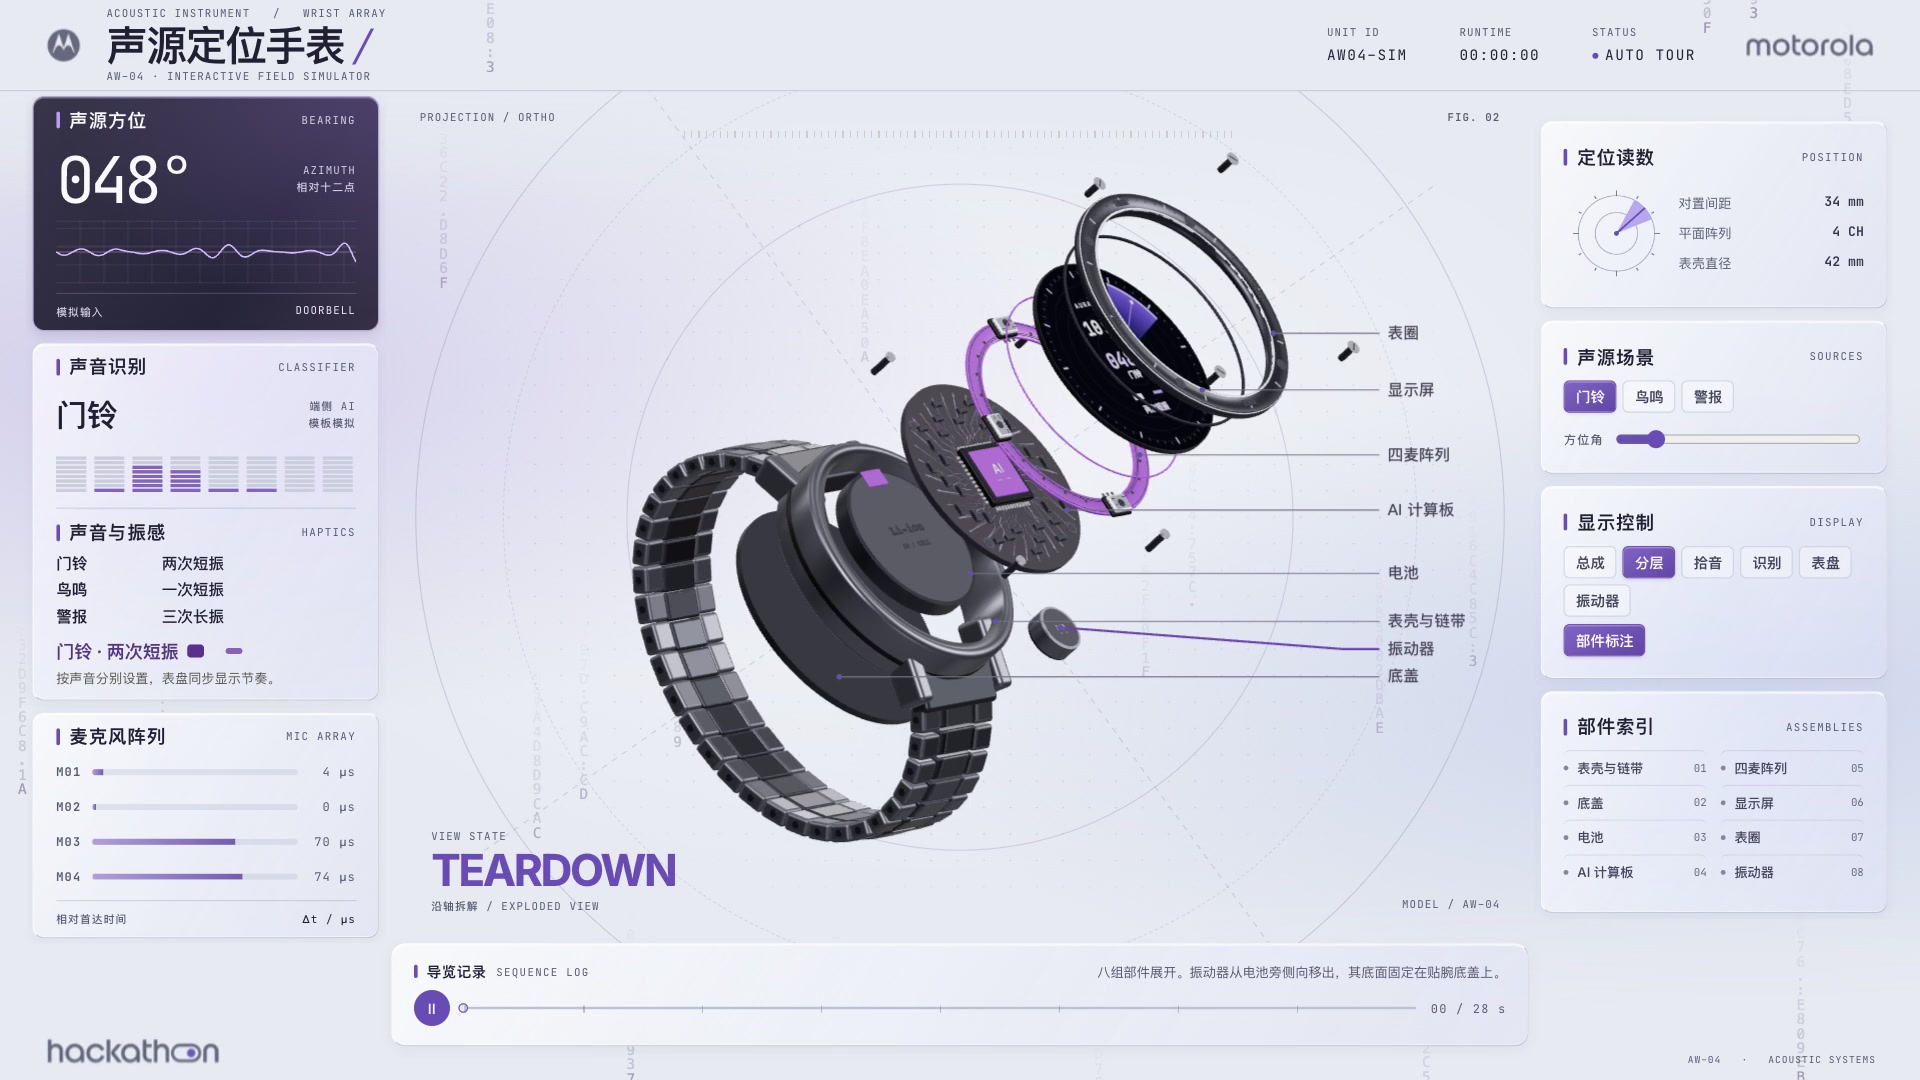 ACOUSTIC INSTRUMENT / WRIST ARRAY
声源定位手表/
AW-04 · INTERACTIVE FIELD SIMULATOR
UNIT ID
AW04-SIM
RUNTIME
00:00:00
STATUS
AUTO TOUR
motorola
声源方位
BEARING
048°
AZIMUTH
相对十二点
模拟输入
DOORBELL
声音识别
CLASSIFIER
门铃
端侧 AI
模板模拟
声音与振感
HAPTICS
门铃 两次短振
鸟鸣 一次短振
警报 三次长振
门铃 · 两次短振
按声音分别设置，表盘同步显示节奏。
麦克风阵列
MIC ARRAY
M01 4 μs
M02 0 μs
M03 70 μs
M04 74 μs
相对首达时间
Δt / μs
hackathon
PROJECTION / ORTHO
FIG. 02
表圈
显示屏
四麦阵列
AI 计算板
电池
表壳与链带
振动器
底盖
AI
Li-ion
VIEW STATE
TEARDOWN
沿轴拆解 / EXPLODED VIEW
MODEL / AW-04
导览记录 SEQUENCE LOG
八组部件展开。振动器从电池旁侧向移出，其底面固定在贴腕底盖上。
00 / 28 s
定位读数
POSITION
对置间距 34 mm
平面阵列 4 CH
表壳直径 42 mm
声源场景
SOURCES
门铃 鸟鸣 警报
方位角
显示控制
DISPLAY
总成 分层 拾音 识别 表盘
振动器
部件标注
部件索引
ASSEMBLIES
表壳与链带 01
四麦阵列 05
底盖 02
显示屏 06
电池 03
表圈 07
AI 计算板 04
振动器 08
AW-04 · ACOUSTIC SYSTEMS